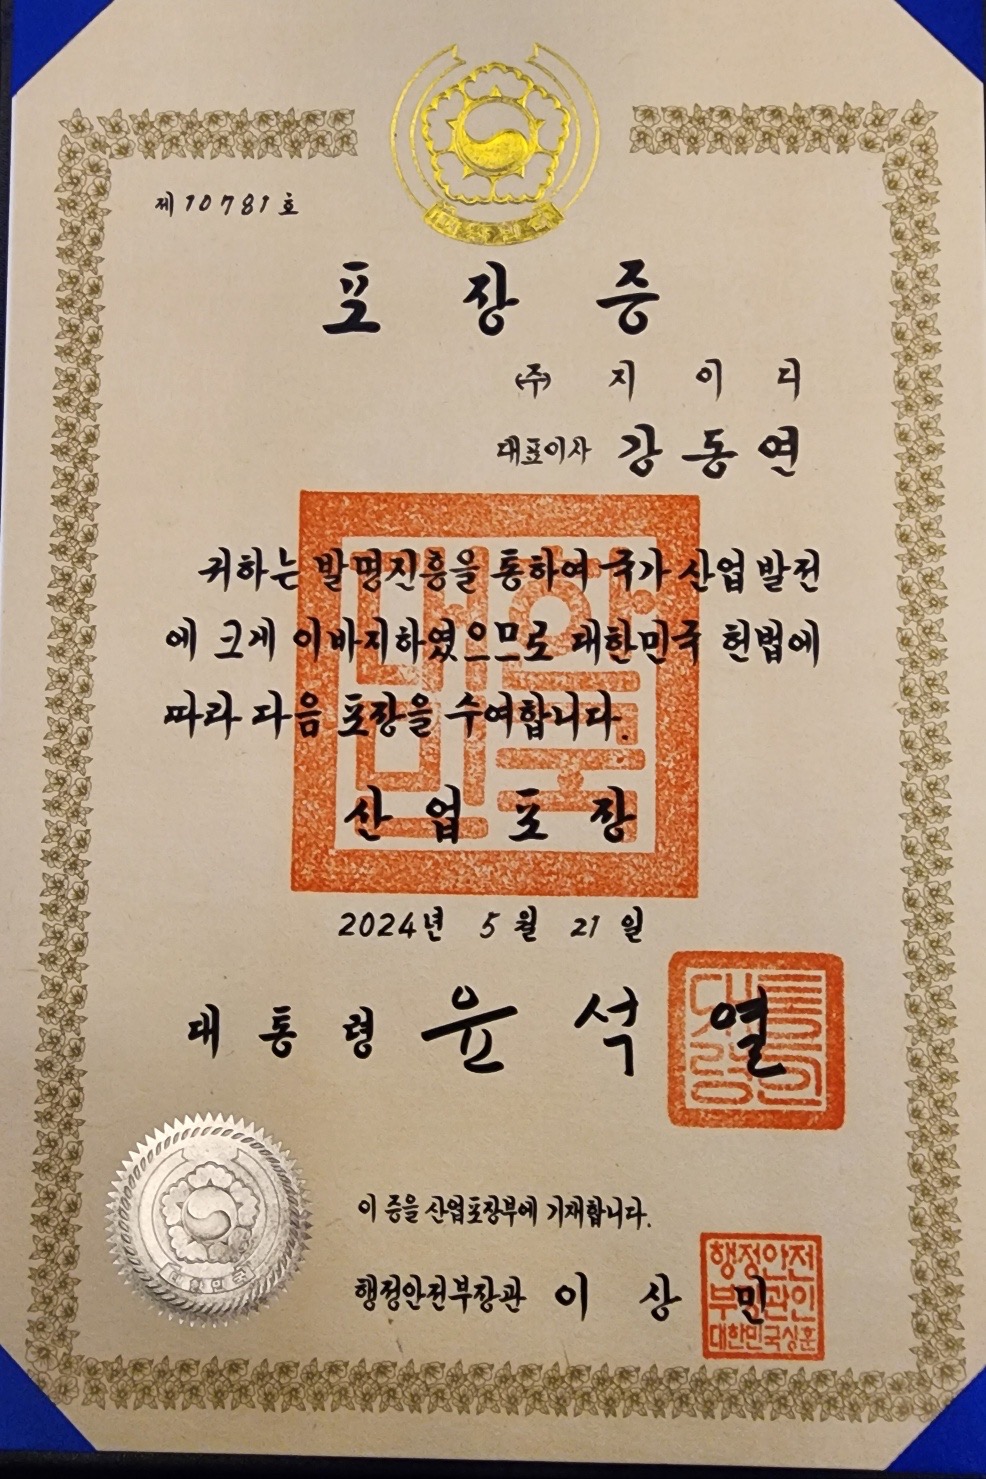 대한민국
제10781호
포장증
(주) 지이디
대표이사 강동연
귀하는 발명진흥을 통하여 국가 산업 발전
에 크게 이바지하였으므로 대한민국 헌법에
따라 다음 포장을 수여합니다.
산업포장
대한민국
2024년 5월 21일
대통령 윤석열
대통령인
이 증을 산업포장부에 기재합니다.
행정안전부장관 이상민
행정안전
부장관인
대한민국상훈
대한민국